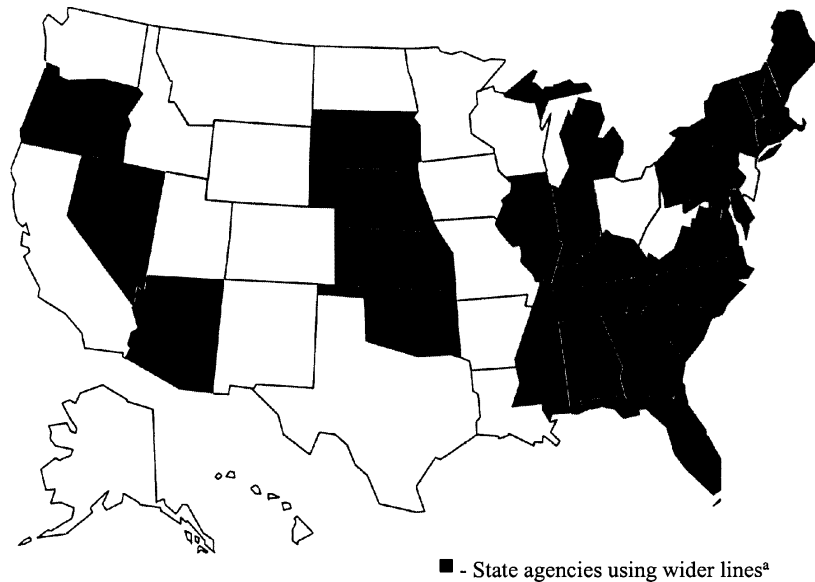 ■ - State agencies using wider linesᵃ